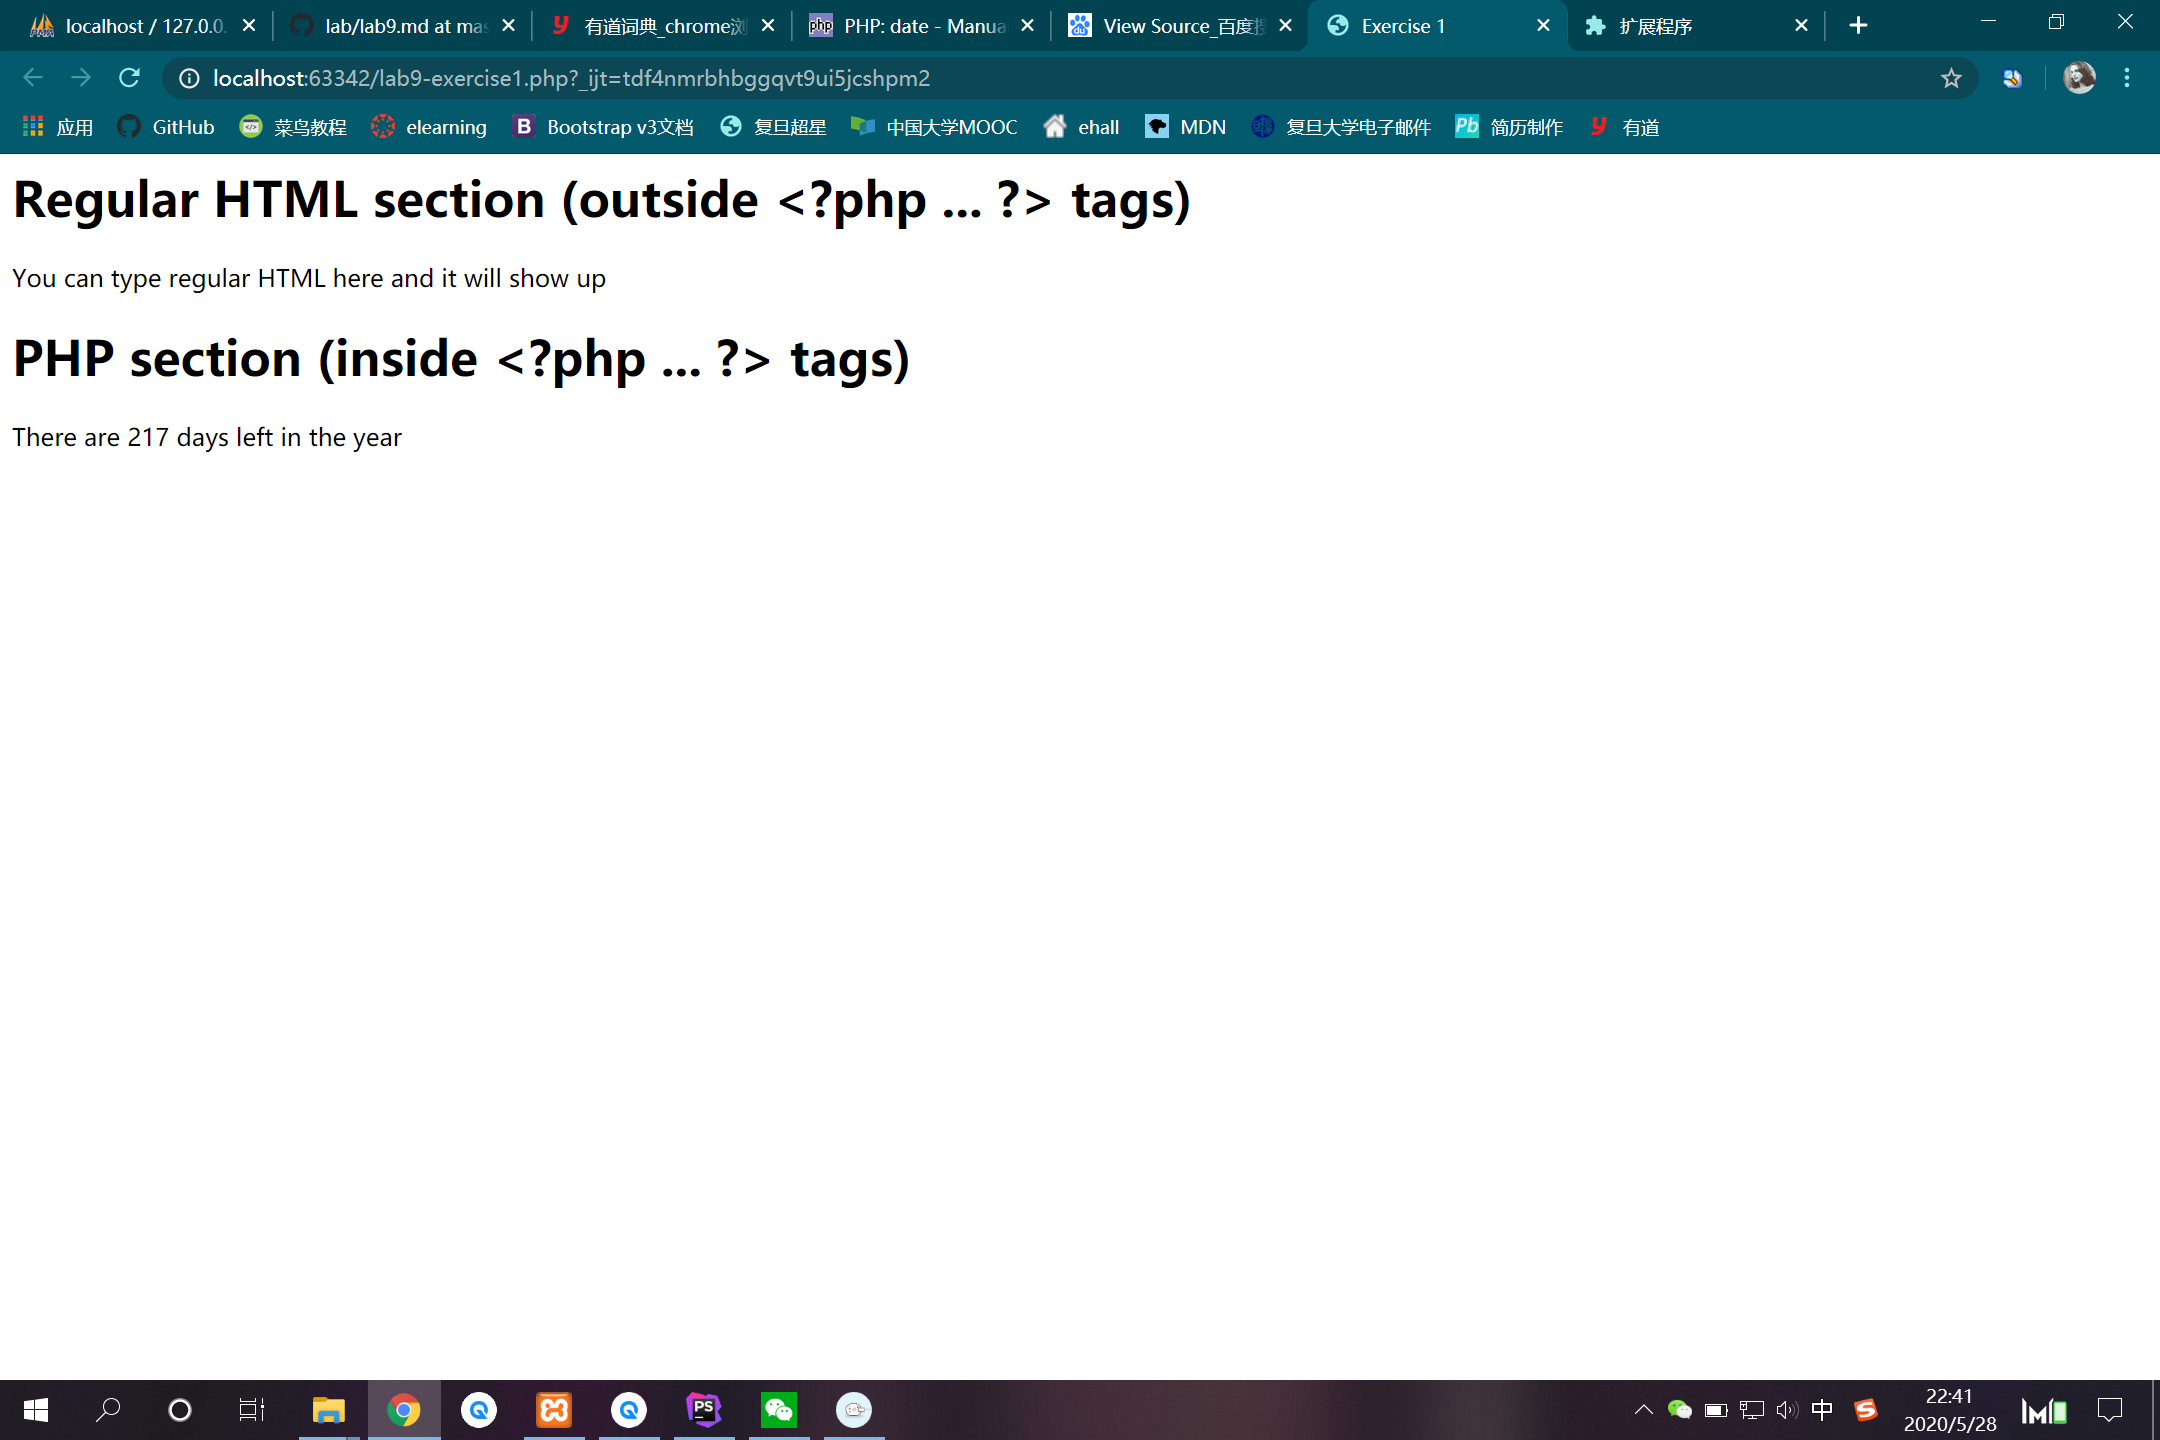 localhost / 127.0.0.
lab/lab9.md at mas
有道词典_chrome浏
PHP: date - Manua
View Source_百度搜
Exercise 1
扩展程序
localhost:63342/lab9-exercise1.php?_ijt=tdf4nmrbhbggqvt9ui5jcshpm2
应用 GitHub 菜鸟教程 elearning Bootstrap v3文档 复旦超星 中国大学MOOC ehall MDN 复旦大学电子邮件 简历制作 有道
Regular HTML section (outside <?php ... ?> tags)
You can type regular HTML here and it will show up
PHP section (inside <?php ... ?> tags)
There are 217 days left in the year
中
22:41
2020/5/28